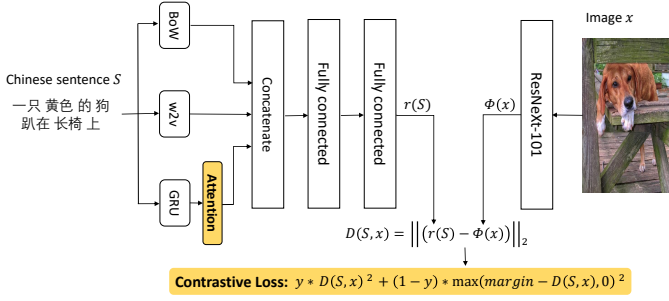 Chinese sentence S
一只 黄色 的 狗
趴在 长椅 上
BoW
w2v
GRU
Attention
Concatenate
Fully connected
Fully connected
r(S)
Φ(x)
ResNeXt-101
Image x
D(S, x) = ||(r(S) − Φ(x))||₂
Contrastive Loss: y * D(S, x)² + (1 − y) * max(margin − D(S, x), 0)²